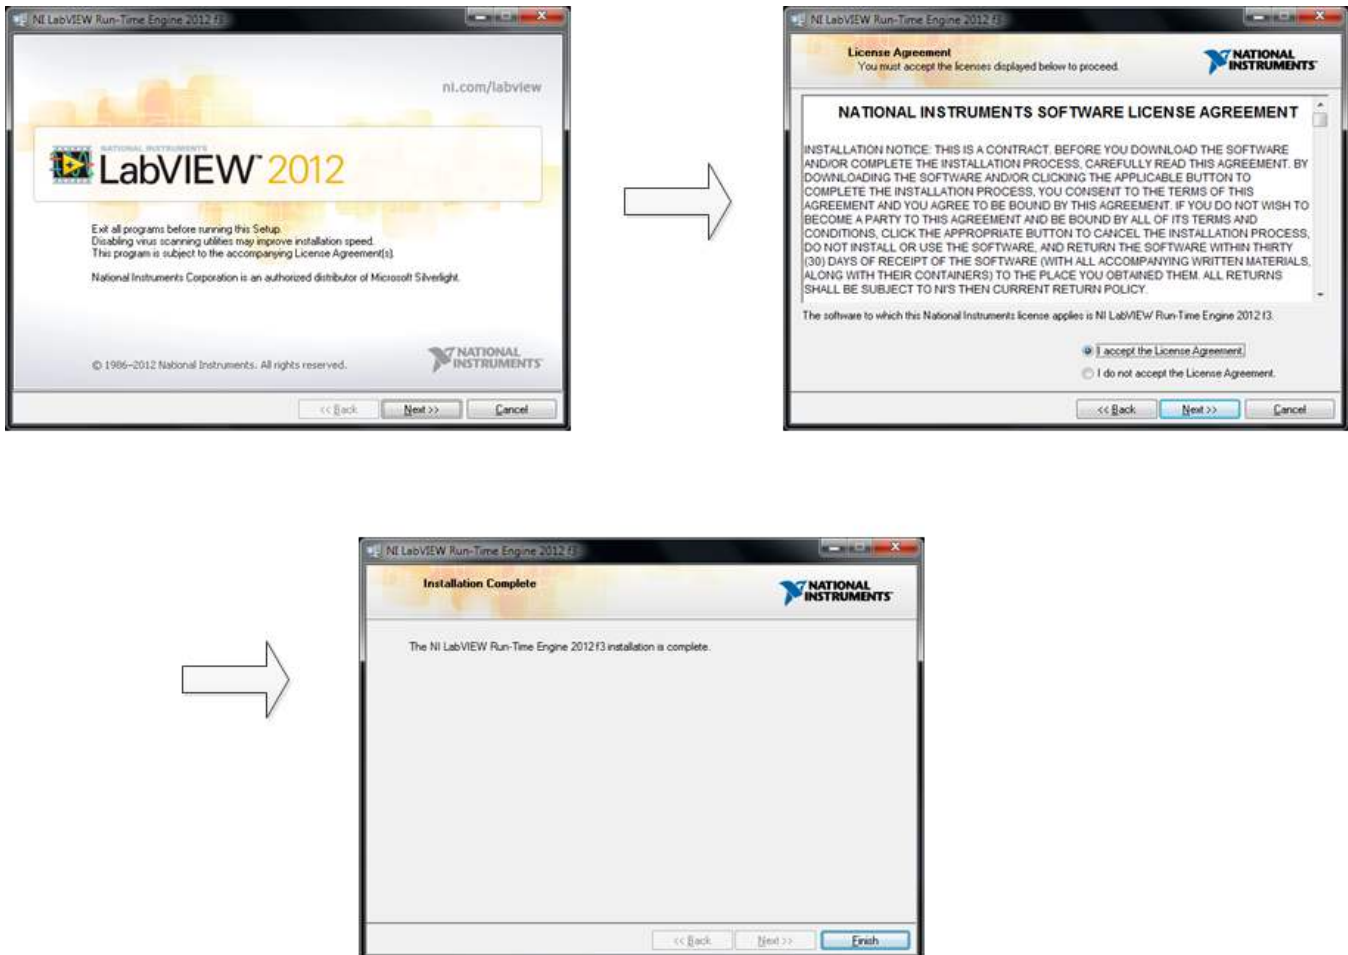 NI LabVIEW Run-Time Engine 2012 f3
ni.com/labview
NATIONAL INSTRUMENTS
LabVIEW™ 2012
Exit all programs before running this Setup.
Disabling virus scanning utilities may improve installation speed.
This program is subject to the accompanying License Agreement(s).
National Instruments Corporation is an authorized distributor of Microsoft Silverlight.
© 1986–2012 National Instruments. All rights reserved.
NATIONAL
INSTRUMENTS
<< Back
Next >>
Cancel
NI LabVIEW Run-Time Engine 2012 f3
License Agreement
You must accept the licenses displayed below to proceed.
NATIONAL
INSTRUMENTS
NATIONAL INSTRUMENTS SOFTWARE LICENSE AGREEMENT
INSTALLATION NOTICE: THIS IS A CONTRACT. BEFORE YOU DOWNLOAD THE SOFTWARE
AND/OR COMPLETE THE INSTALLATION PROCESS, CAREFULLY READ THIS AGREEMENT. BY
DOWNLOADING THE SOFTWARE AND/OR CLICKING THE APPLICABLE BUTTON TO
COMPLETE THE INSTALLATION PROCESS, YOU CONSENT TO THE TERMS OF THIS
AGREEMENT AND YOU AGREE TO BE BOUND BY THIS AGREEMENT. IF YOU DO NOT WISH TO
BECOME A PARTY TO THIS AGREEMENT AND BE BOUND BY ALL OF ITS TERMS AND
CONDITIONS, CLICK THE APPROPRIATE BUTTON TO CANCEL THE INSTALLATION PROCESS,
DO NOT INSTALL OR USE THE SOFTWARE, AND RETURN THE SOFTWARE WITHIN THIRTY
(30) DAYS OF RECEIPT OF THE SOFTWARE (WITH ALL ACCOMPANYING WRITTEN MATERIALS,
ALONG WITH THEIR CONTAINERS) TO THE PLACE YOU OBTAINED THEM. ALL RETURNS
SHALL BE SUBJECT TO NI'S THEN CURRENT RETURN POLICY.
The software to which this National Instruments license applies is NI LabVIEW Run-Time Engine 2012 f3.
I accept the License Agreement.
I do not accept the License Agreement.
<< Back
Next >>
Cancel
NI LabVIEW Run-Time Engine 2012 f3
Installation Complete
NATIONAL
INSTRUMENTS
The NI LabVIEW Run-Time Engine 2012 f3 installation is complete.
<< Back
Next >>
Finish